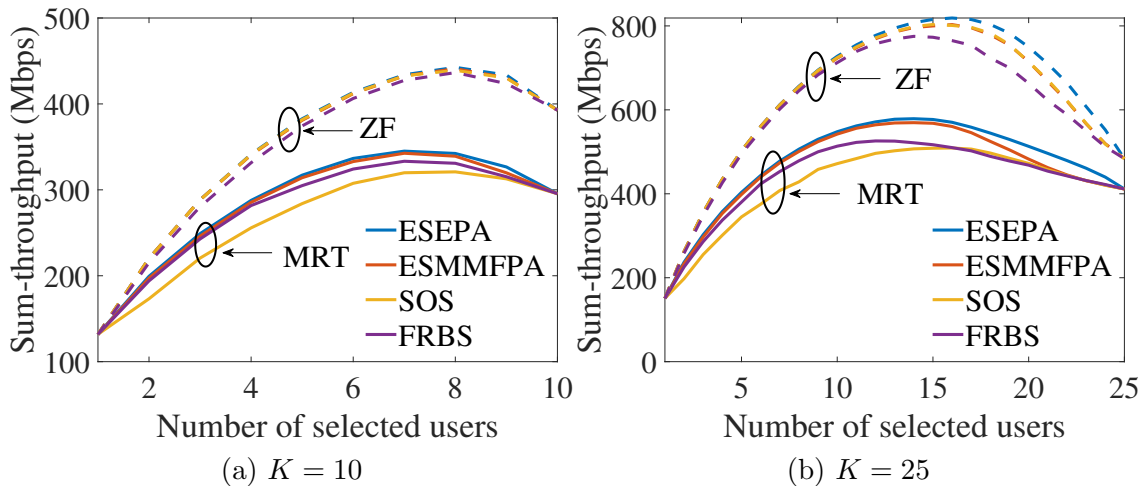 500
400
300
200
100
Sum-throughput (Mbps)
ZF
MRT
ESEPA
ESMMFPA
SOS
FRBS
2 4 6 8 10
Number of selected users
(a) K = 10
800
600
400
200
0
Sum-throughput (Mbps)
ZF
MRT
ESEPA
ESMMFPA
SOS
FRBS
5 10 15 20 25
Number of selected users
(b) K = 25